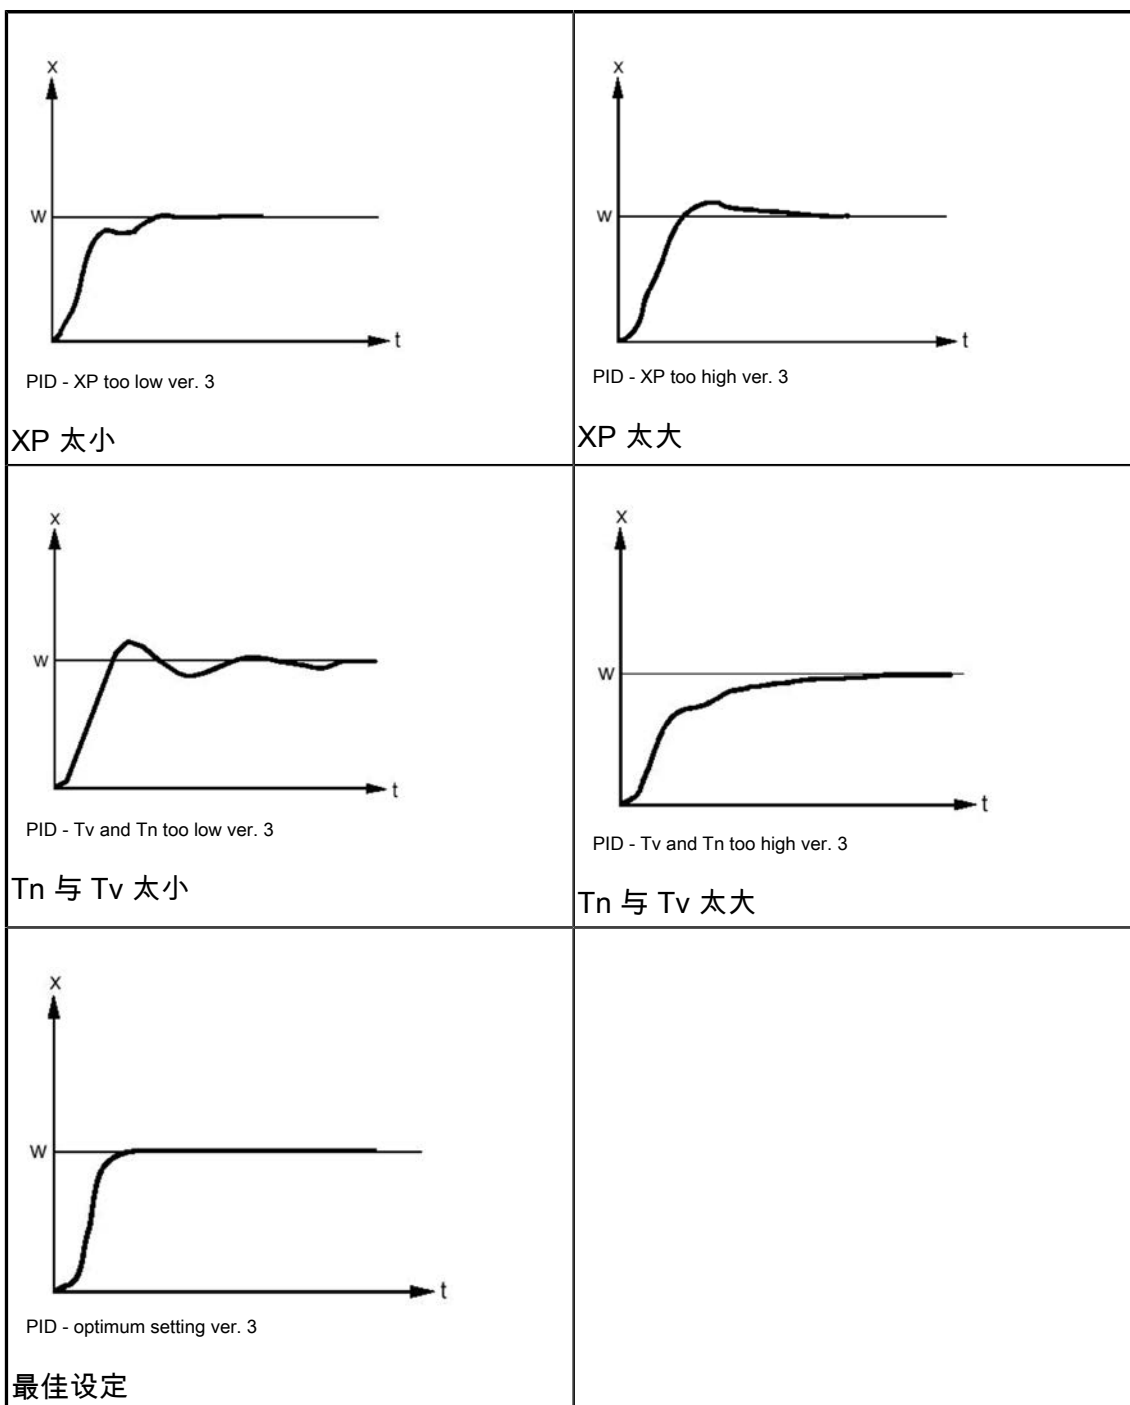 x
w
t
PID - XP too low ver. 3
XP 太小
x
w
t
PID - XP too high ver. 3
XP 太大
x
w
t
PID - Tv and Tn too low ver. 3
Tn 与 Tv 太小
x
w
t
PID - Tv and Tn too high ver. 3
Tn 与 Tv 太大
x
w
t
PID - optimum setting ver. 3
最佳设定